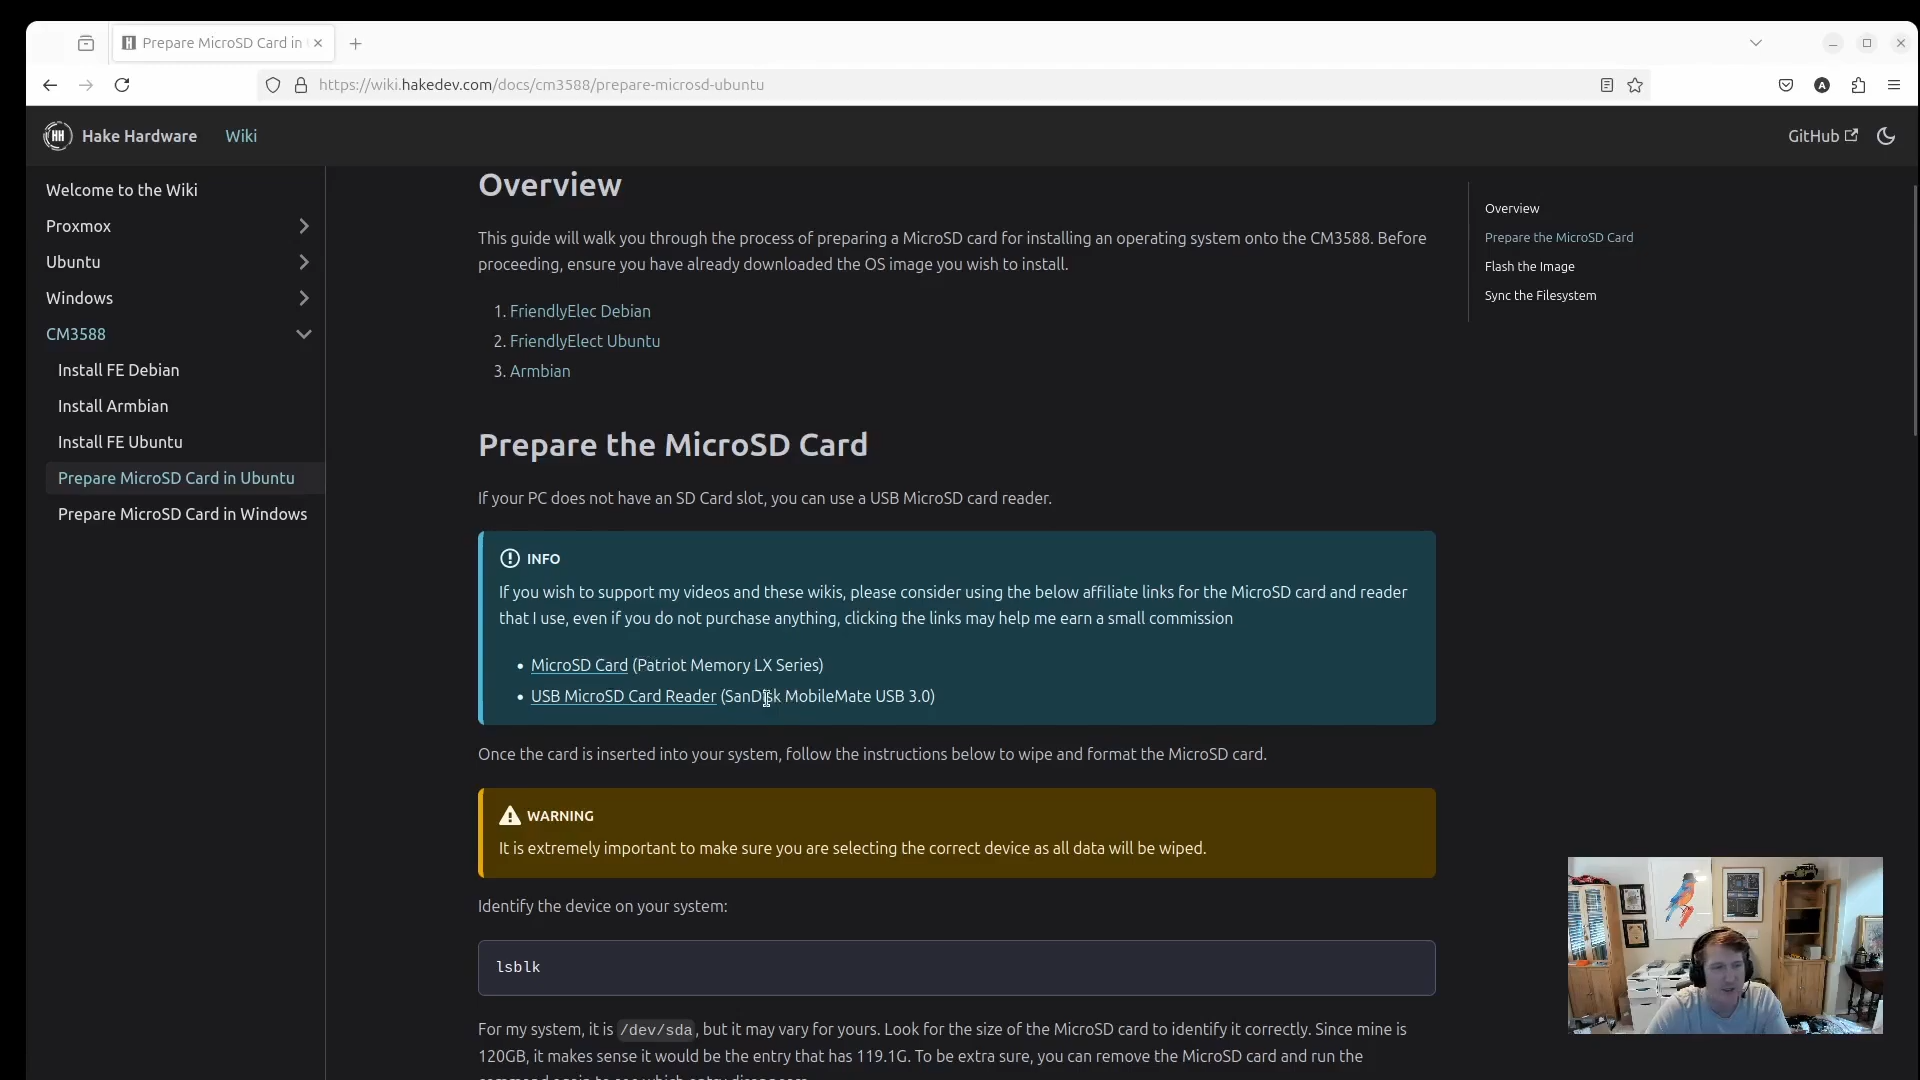 Prepare MicroSD Card in
https://wiki.hakedev.com/docs/cm3588/prepare-microsd-ubuntu
A
HH
Hake Hardware
Wiki
GitHub
Welcome to the Wiki
Proxmox
Ubuntu
Windows
CM3588
Install FE Debian
Install Armbian
Install FE Ubuntu
Prepare MicroSD Card in Ubuntu
Prepare MicroSD Card in Windows
Overview
This guide will walk you through the process of preparing a MicroSD card for installing an operating system onto the CM3588. Before
proceeding, ensure you have already downloaded the OS image you wish to install.
1. FriendlyElec Debian
2. FriendlyElect Ubuntu
3. Armbian
Prepare the MicroSD Card
If your PC does not have an SD Card slot, you can use a USB MicroSD card reader.
INFO
If you wish to support my videos and these wikis, please consider using the below affiliate links for the MicroSD card and reader
that I use, even if you do not purchase anything, clicking the links may help me earn a small commission
• MicroSD Card (Patriot Memory LX Series)
• USB MicroSD Card Reader (SanDisk MobileMate USB 3.0)
Once the card is inserted into your system, follow the instructions below to wipe and format the MicroSD card.
WARNING
It is extremely important to make sure you are selecting the correct device as all data will be wiped.
Identify the device on your system:
lsblk
For my system, it is /dev/sda, but it may vary for yours. Look for the size of the MicroSD card to identify it correctly. Since mine is
120GB, it makes sense it would be the entry that has 119.1G. To be extra sure, you can remove the MicroSD card and run the
Overview
Prepare the MicroSD Card
Flash the Image
Sync the Filesystem